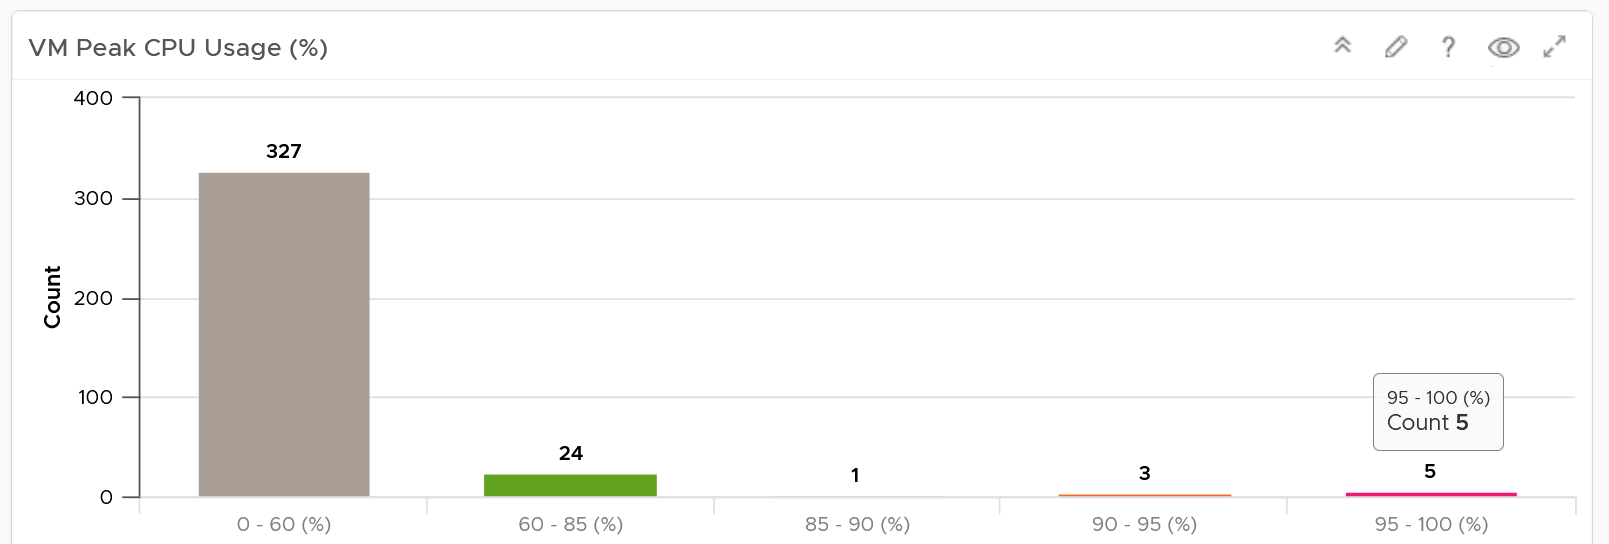 VM Peak CPU Usage (%)
?
400
327
300
Count
200
100
95 - 100 (%)
Count 5
24
1
3
5
0
0 - 60 (%)
60 - 85 (%)
85 - 90 (%)
90 - 95 (%)
95 - 100 (%)